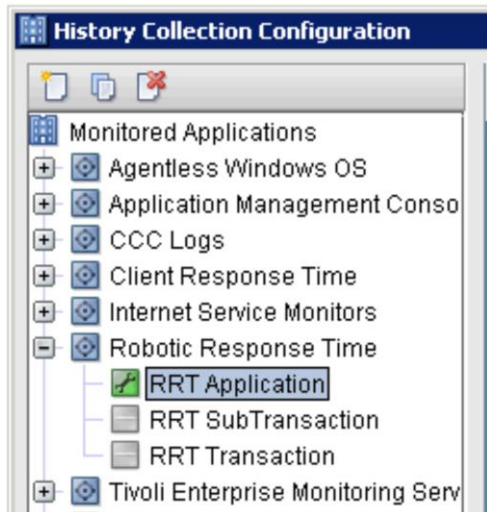 History Collection Configuration
Monitored Applications
Agentless Windows OS
Application Management Conso
CCC Logs
Client Response Time
Internet Service Monitors
Robotic Response Time
RRT Application
RRT SubTransaction
RRT Transaction
Tivoli Enterprise Monitoring Serv